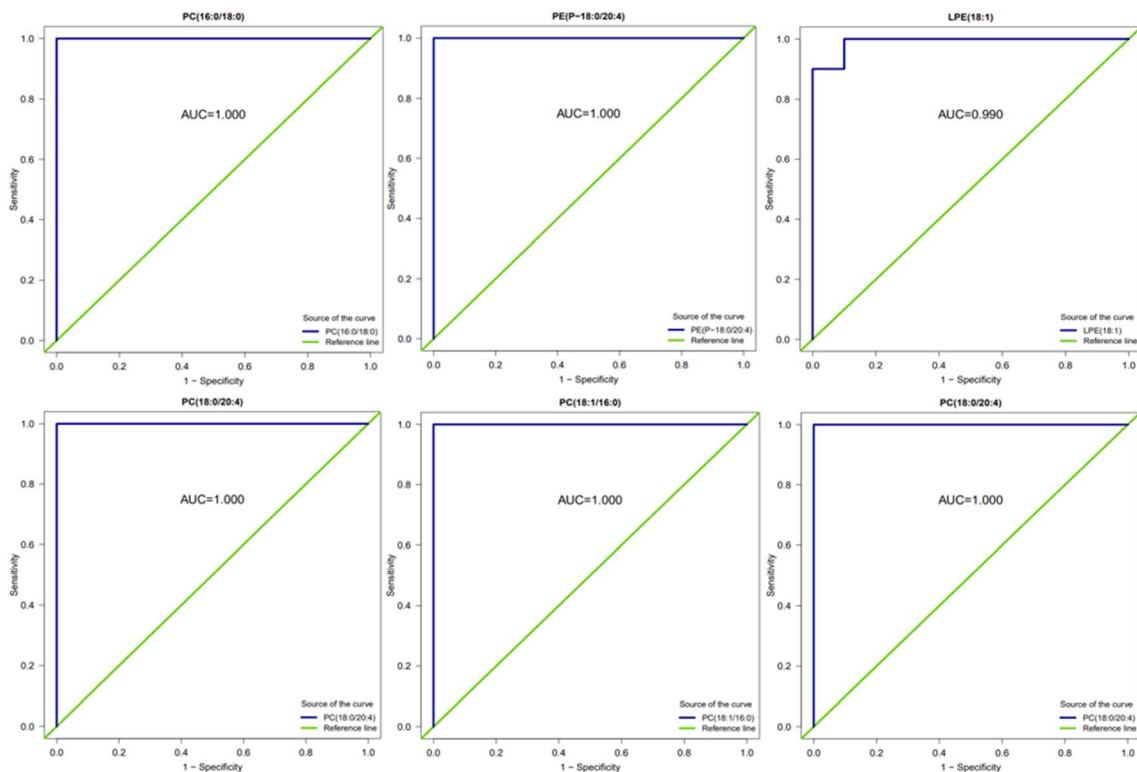 PC(16:0/18:0)
1.0
0.8
0.6
0.4
0.2
0.0
Sensitivity
AUC=1.000
Source of the curve
PC(16:0/18:0)
Reference line
0.0 0.2 0.4 0.6 0.8 1.0
1 − Specificity
PE(P−18:0/20:4)
1.0
0.8
0.6
0.4
0.2
0.0
Sensitivity
AUC=1.000
Source of the curve
PE(P−18:0/20:4)
Reference line
0.0 0.2 0.4 0.6 0.8 1.0
1 − Specificity
LPE(18:1)
1.0
0.8
0.6
0.4
0.2
0.0
Sensitivity
AUC=0.990
Source of the curve
LPE(18:1)
Reference line
0.0 0.2 0.4 0.6 0.8 1.0
1 − Specificity
PC(18:0/20:4)
1.0
0.8
0.6
0.4
0.2
0.0
Sensitivity
AUC=1.000
Source of the curve
PC(18:0/20:4)
Reference line
0.0 0.2 0.4 0.6 0.8 1.0
1 − Specificity
PC(18:1/16:0)
1.0
0.8
0.6
0.4
0.2
0.0
Sensitivity
AUC=1.000
Source of the curve
PC(18:1/16:0)
Reference line
0.0 0.2 0.4 0.6 0.8 1.0
1 − Specificity
PC(18:0/20:4)
1.0
0.8
0.6
0.4
0.2
0.0
Sensitivity
AUC=1.000
Source of the curve
PC(18:0/20:4)
Reference line
0.0 0.2 0.4 0.6 0.8 1.0
1 − Specificity